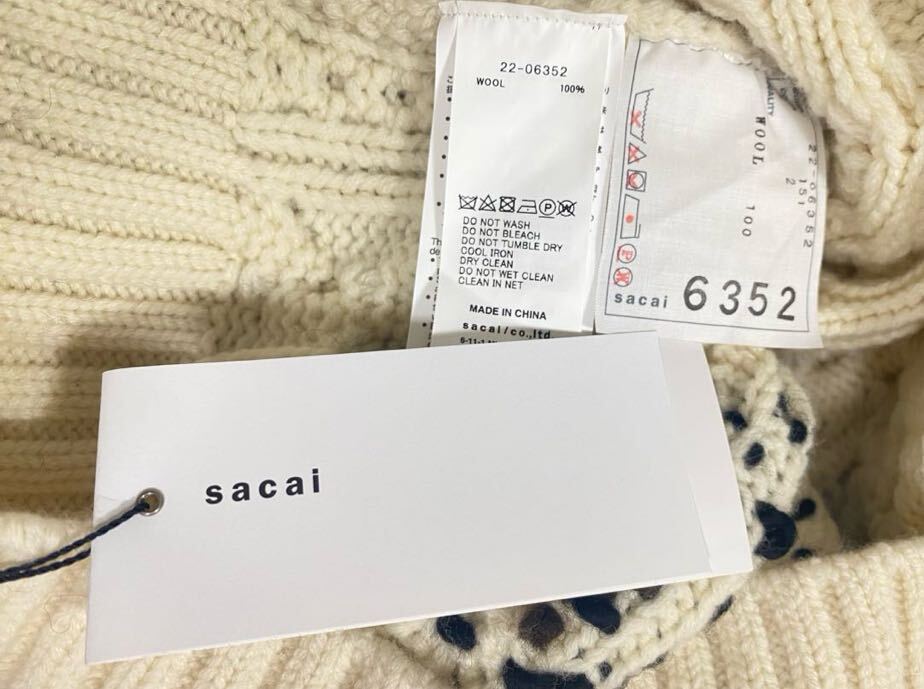 22-06352
WOOL 100%
DO NOT WASH
DO NOT BLEACH
DO NOT TUMBLE DRY
COOL IRON
DRY CLEAN
DO NOT WET CLEAN
CLEAN IN NET
MADE IN CHINA
sacai/co.,ltd.
22-06352
151
2
WOOL 100
sacai 6352
sacai